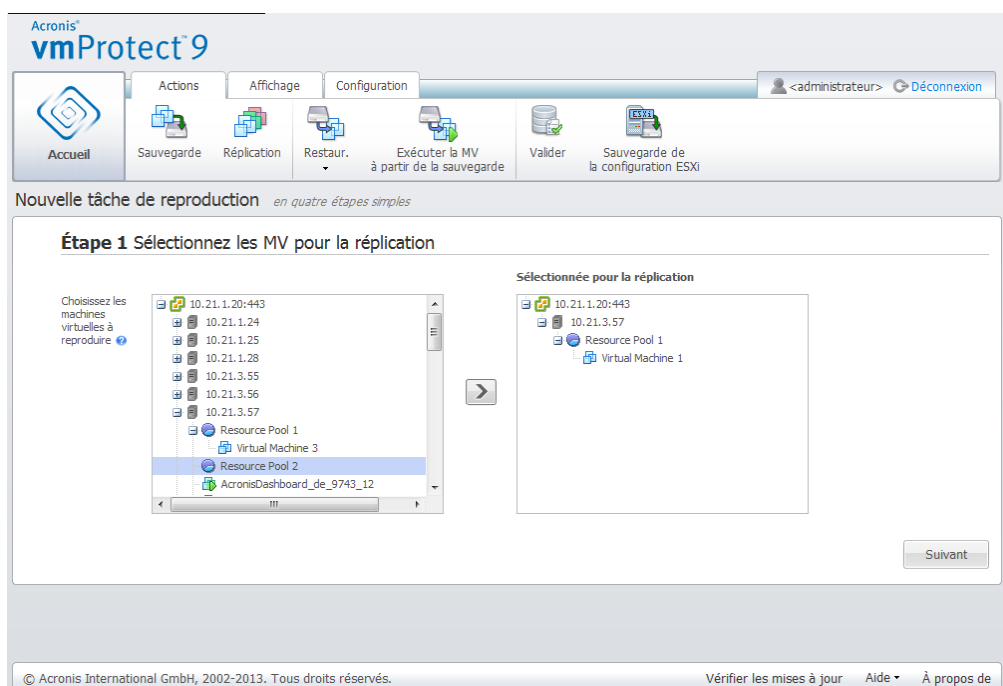 Acronis®
vmProtect™ 9
Actions
Affichage
Configuration
<administrateur>
Déconnexion
Accueil
Sauvegarde
Réplication
Restaur.
Exécuter la MV
à partir de la sauvegarde
Valider
Sauvegarde de
la configuration ESXi
ESXi
Nouvelle tâche de reproduction en quatre étapes simples
Étape 1 Sélectionnez les MV pour la réplication
Choisissez les
machines
virtuelles à
reproduire
10.21.1.20:443
10.21.1.24
10.21.1.25
10.21.1.28
10.21.3.55
10.21.3.56
10.21.3.57
Resource Pool 1
Virtual Machine 3
Resource Pool 2
AcronisDashboard_de_9743_12
Sélectionnée pour la réplication
10.21.1.20:443
10.21.3.57
Resource Pool 1
Virtual Machine 1
Suivant
© Acronis International GmbH, 2002-2013. Tous droits réservés.
Vérifier les mises à jour
Aide
À propos de